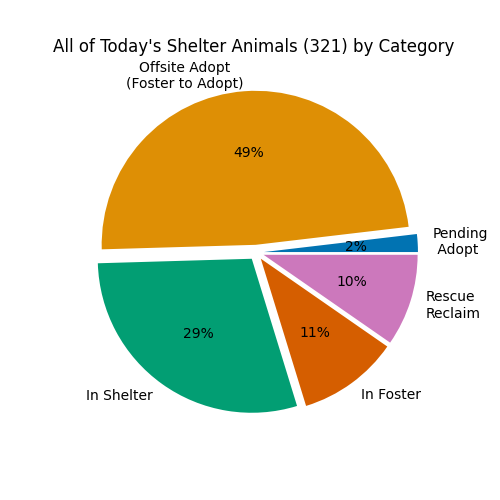 All of Today's Shelter Animals (321) by Category
Offsite Adopt
(Foster to Adopt)
49%
Pending
Adopt
2%
10%
Rescue
Reclaim
11%
29%
In Shelter
In Foster